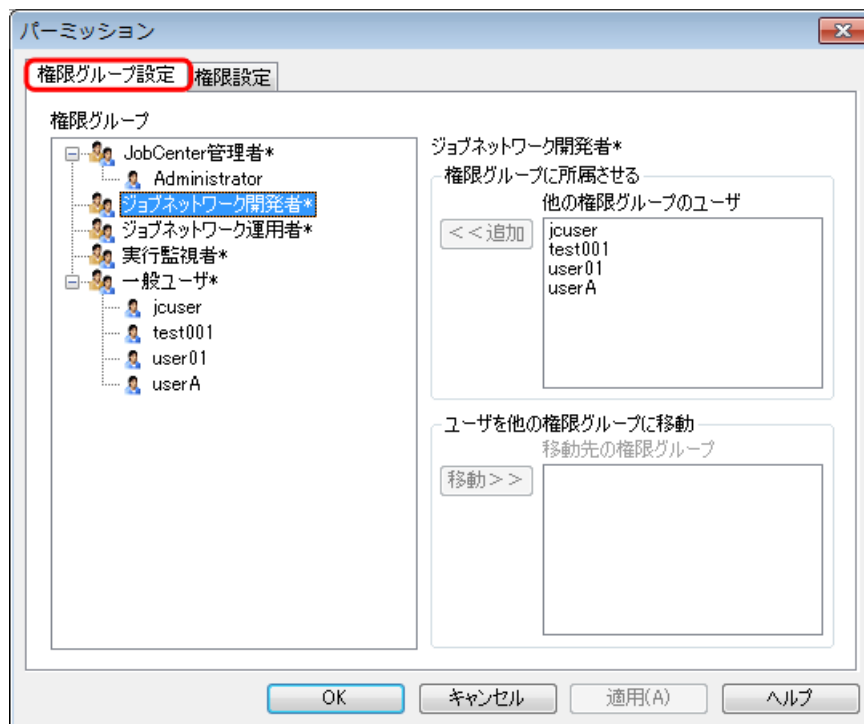 パーミッション
権限グループ設定 権限設定
権限グループ
JobCenter管理者*
Administrator
ジョブネットワーク開発者*
ジョブネットワーク運用者*
実行監視者*
一般ユーザ*
jcuser
test001
user01
userA
ジョブネットワーク開発者*
権限グループに所属させる
他の権限グループのユーザ
<<追加
jcuser
test001
user01
userA
ユーザを他の権限グループに移動
移動先の権限グループ
移動>>
OK キャンセル 適用(A) ヘルプ